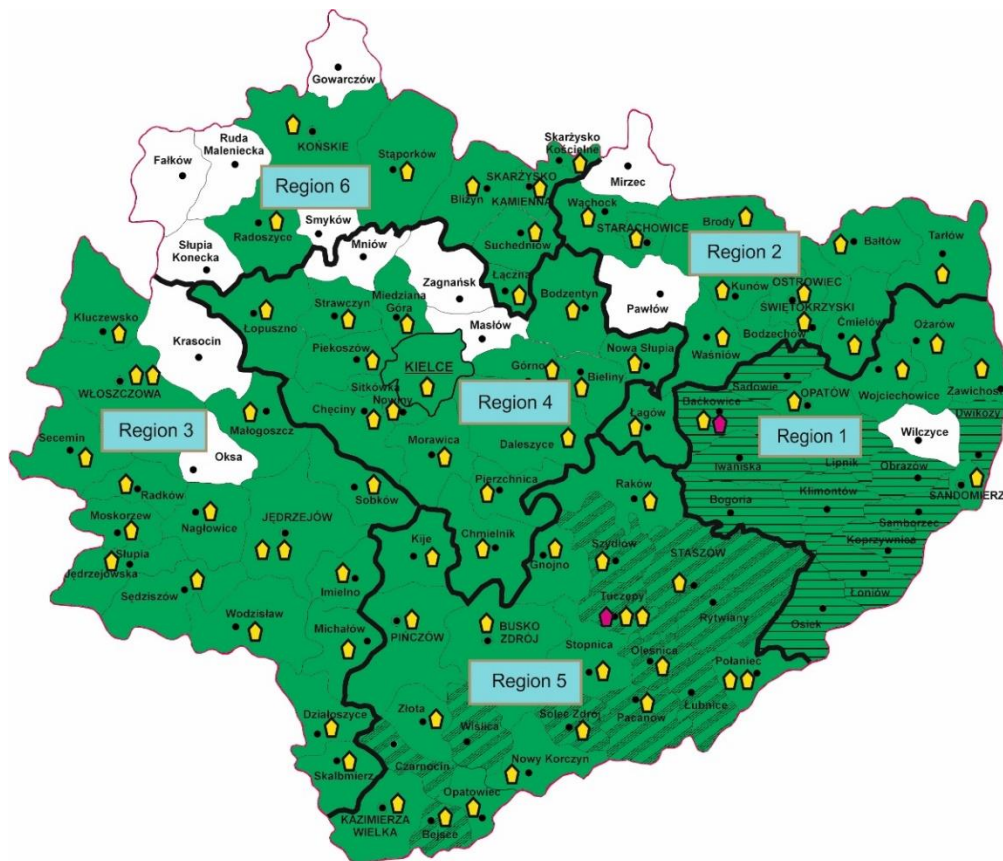 Gowarczów
KOŃSKIE
Ruda
Maleniecka
Fałków
Stąporków
Region 6
Radoszyce
Smyków
Słupia
Konecka
Mniów
Bliżyn
SKARŻYSKO
KAMIENNA
Skarżysko
Kościelne
Suchedniów
Łączna
Mirzec
Wąchock
STARACHOWICE
Brody
Region 2
Bałtów
Tarłów
Pawłów
Kunów
OSTROWIEC
ŚWIĘTOKRZYSKI
Bodzechów
Ćmielów
Waśniów
Ożarów
Zagnańsk
Masłów
Bodzentyn
Strawczyn
Miedziana
Góra
Łopuszno
Piekoszów
KIELCE
Sitkówka
Nowiny
Chęciny
Górno
Bieliny
Nowa Słupia
Region 4
Daleszyce
Morawica
Pierzchnica
Chmielnik
Łagów
Kluczewsko
Krasocin
WŁOSZCZOWA
Region 3
Małogoszcz
Secemin
Oksa
Radków
Nagłowice
Moskorzew
Słupia
Jędrzejowska
JĘDRZEJÓW
Sobków
Sędziszów
Imielno
Wodzisław
Michałów
Działoszyce
Skalbmierz
Sadowie
OPATÓW
Baćkowice
Wojciechowice
Zawichost
Dwikozy
Region 1
Wilczyce
Iwaniska
Lipnik
Obrazów
SANDOMIERZ
Bogoria
Klimontów
Samborzec
Koprzywnica
Łoniów
Osiek
Raków
Kije
Gnojno
Szydłów
STASZÓW
Tuczępy
Rytwiany
PIŃCZÓW
BUSKO
ZDRÓJ
Stopnica
Oleśnica
Połaniec
Region 5
Łubnice
Pacanów
Solec Zdrój
Złota
Wiślica
Czarnocin
Nowy Korczyn
Opatowiec
KAZIMIERZA
WIELKA
Bejsce